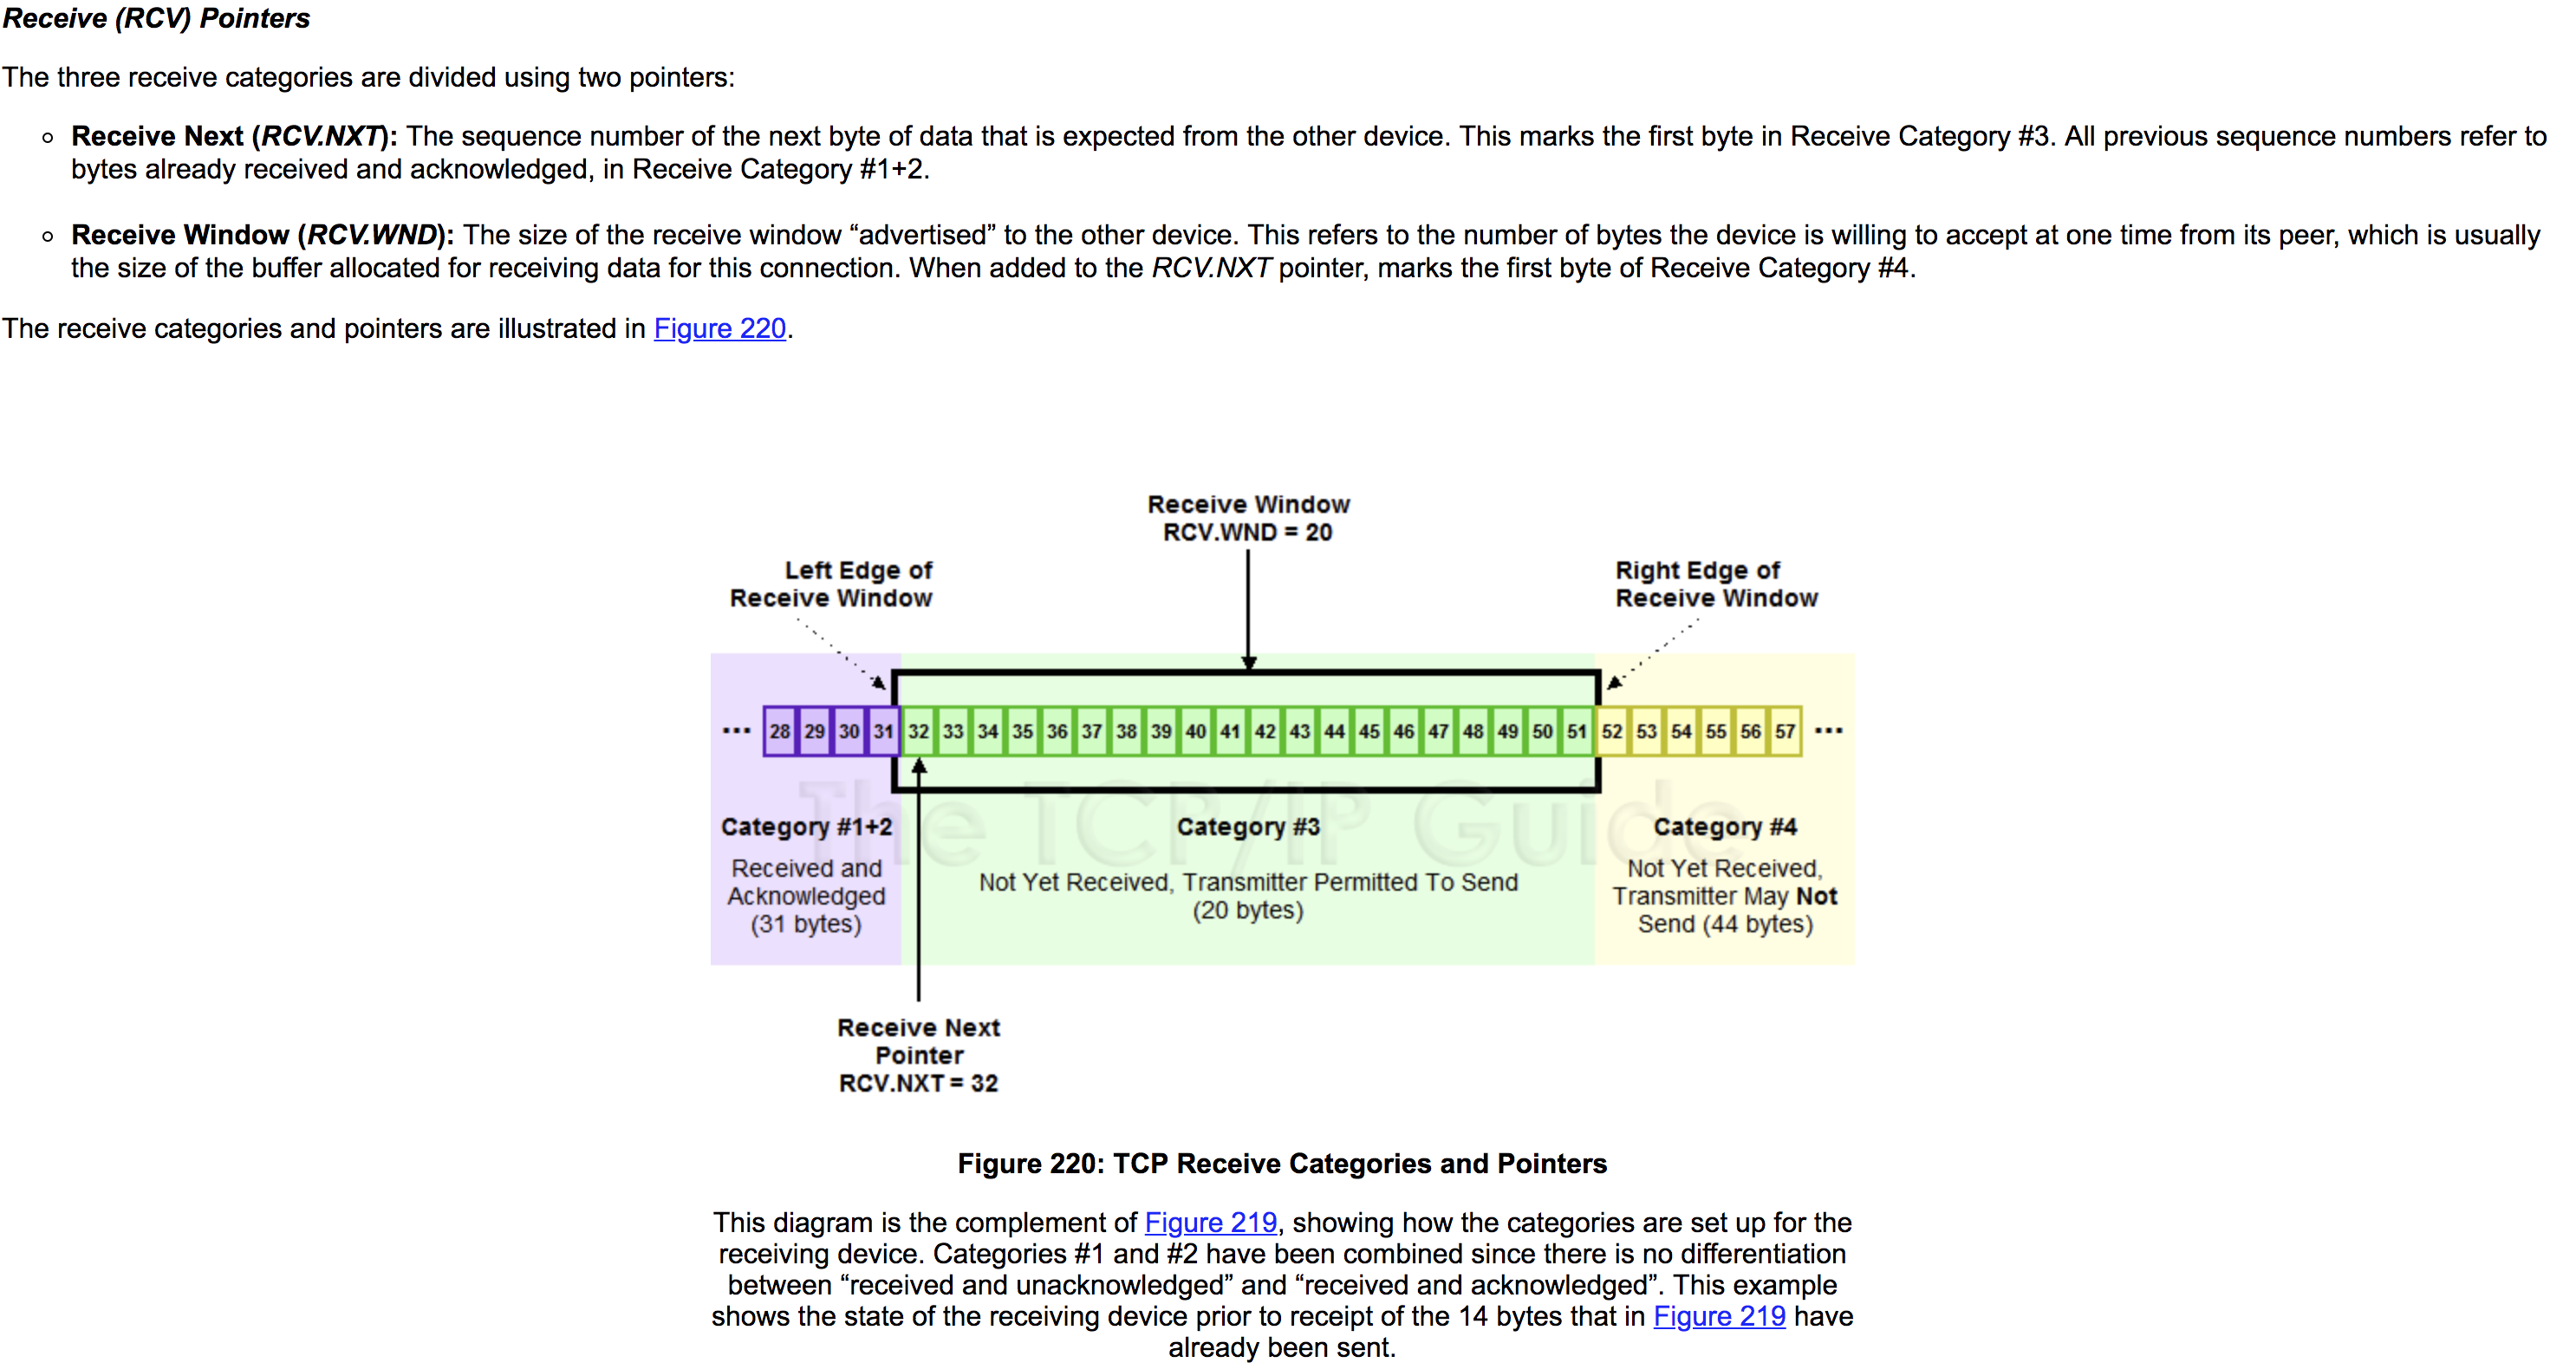 Receive (RCV) Pointers
The three receive categories are divided using two pointers:
Receive Next (RCV.NXT): The sequence number of the next byte of data that is expected from the other device. This marks the first byte in Receive Category #3. All previous sequence numbers refer to
bytes already received and acknowledged, in Receive Category #1+2.
Receive Window (RCV.WND): The size of the receive window “advertised” to the other device. This refers to the number of bytes the device is willing to accept at one time from its peer, which is usually
the size of the buffer allocated for receiving data for this connection. When added to the RCV.NXT pointer, marks the first byte of Receive Category #4.
The receive categories and pointers are illustrated in Figure 220.
Receive Window
RCV.WND = 20
Left Edge of
Receive Window
Right Edge of
Receive Window
... 28 29 30 31 32 33 34 35 36 37 38 39 40 41 42 43 44 45 46 47 48 49 50 51 52 53 54 55 56 57 ...
The TCP/IP Guide
Category #1+2
Received and
Acknowledged
(31 bytes)
Category #3
Not Yet Received, Transmitter Permitted To Send
(20 bytes)
Category #4
Not Yet Received,
Transmitter May Not
Send (44 bytes)
Receive Next
Pointer
RCV.NXT = 32
Figure 220: TCP Receive Categories and Pointers
This diagram is the complement of Figure 219, showing how the categories are set up for the
receiving device. Categories #1 and #2 have been combined since there is no differentiation
between “received and unacknowledged” and “received and acknowledged”. This example
shows the state of the receiving device prior to receipt of the 14 bytes that in Figure 219 have
already been sent.